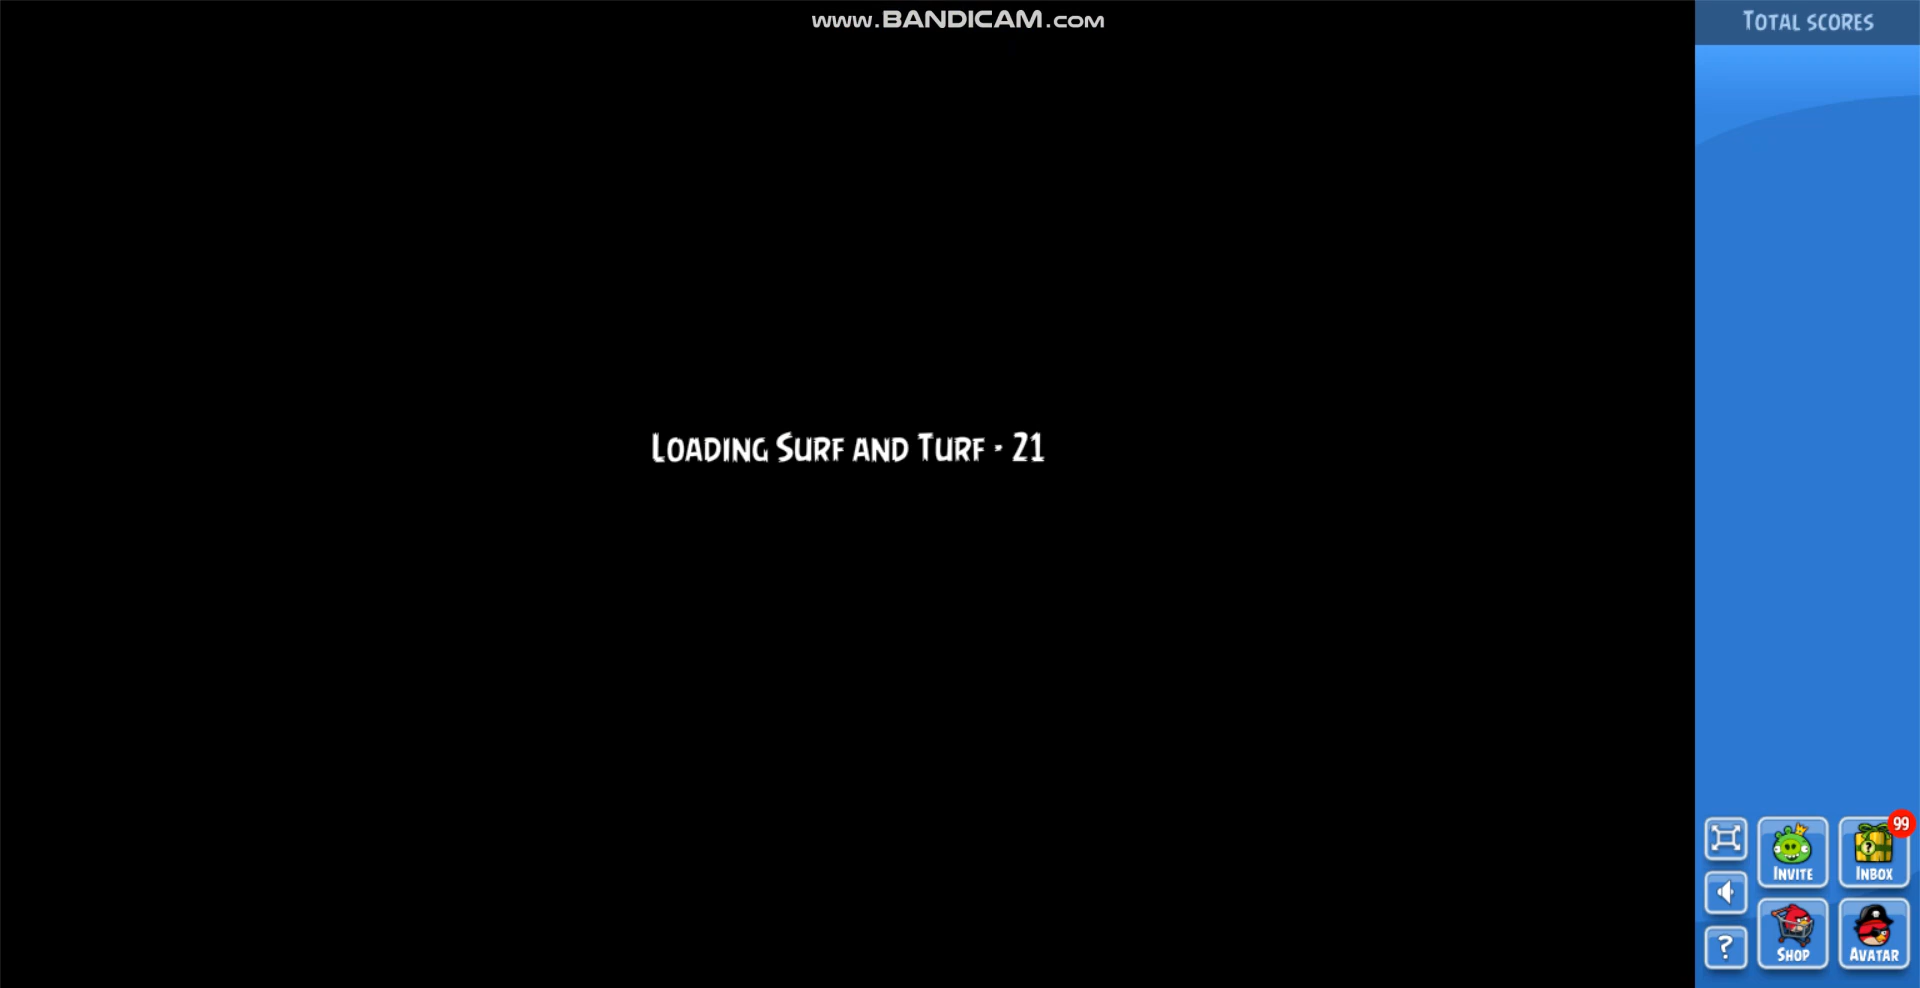 www.BANDICAM.com
TOTAL SCORES
LOADING SURF AND TURF - 21
99
INVITE
INBOX
?
SHOP
AVATAR